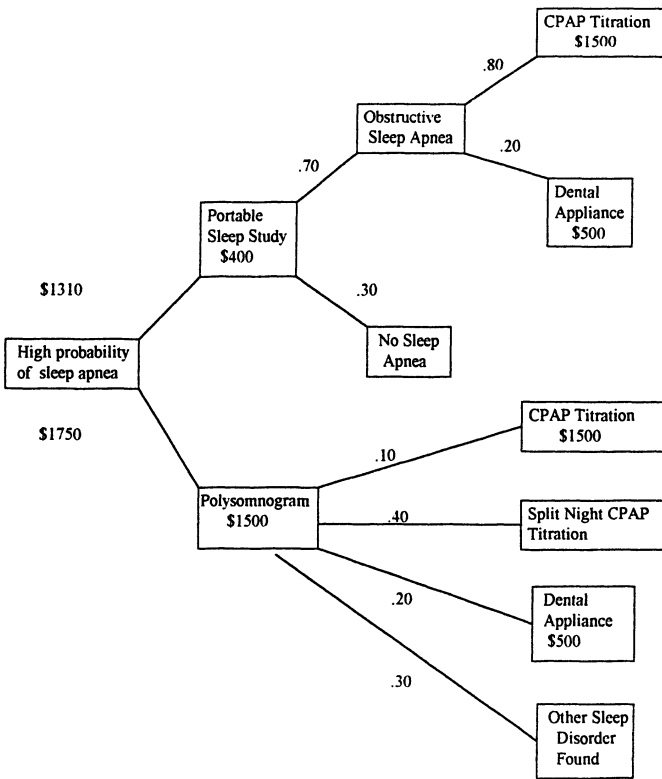 CPAP Titration
$1500
.80
Obstructive
Sleep Apnea
.20
.70
Dental
Appliance
$500
Portable
Sleep Study
$400
$1310
.30
No Sleep
Apnea
High probability
of sleep apnea
$1750
CPAP Titration
$1500
.10
Polysomnogram
$1500
.40
Split Night CPAP
Titration
.20
Dental
Appliance
$500
.30
Other Sleep
Disorder
Found